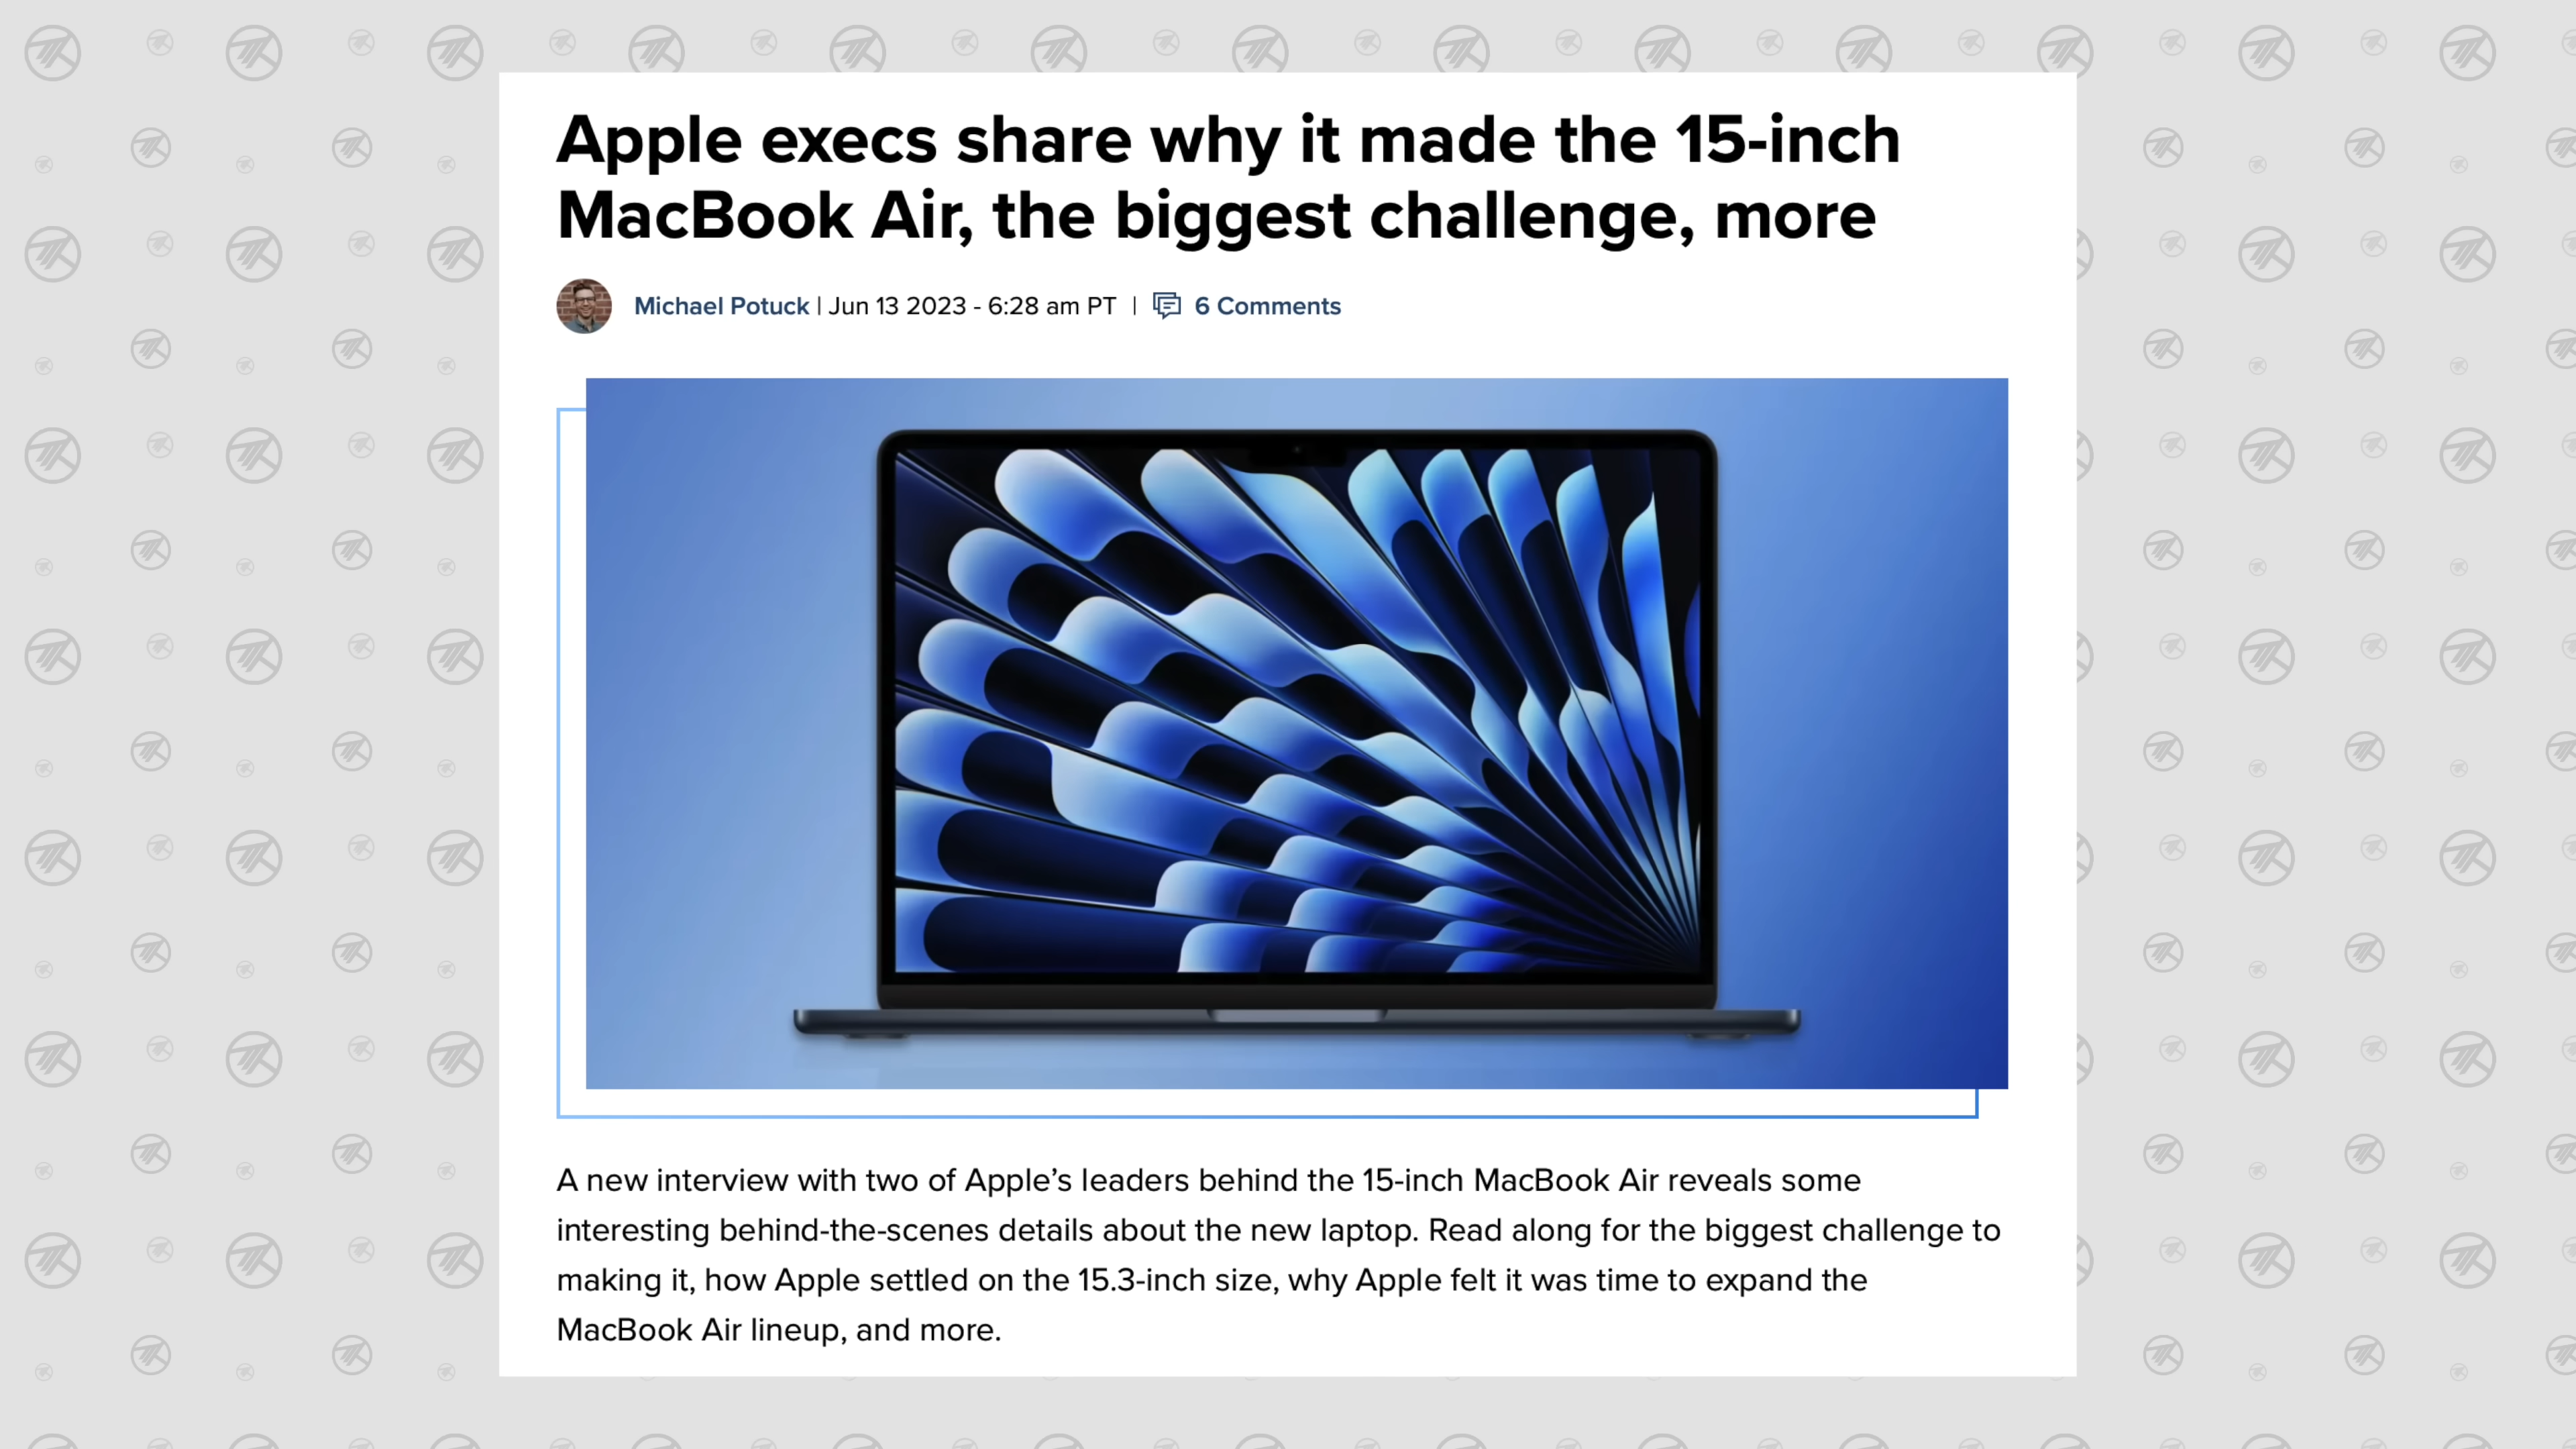 Apple execs share why it made the 15-inch
MacBook Air, the biggest challenge, more
Michael Potuck | Jun 13 2023 - 6:28 am PT | 6 Comments
A new interview with two of Apple’s leaders behind the 15-inch MacBook Air reveals some
interesting behind-the-scenes details about the new laptop. Read along for the biggest challenge to
making it, how Apple settled on the 15.3-inch size, why Apple felt it was time to expand the
MacBook Air lineup, and more.